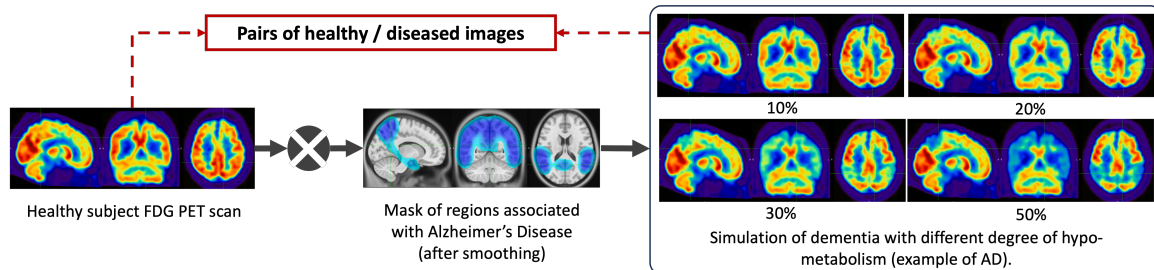 Pairs of healthy / diseased images
10%
20%
30%
50%
Healthy subject FDG PET scan
Mask of regions associated
with Alzheimer's Disease
(after smoothing)
Simulation of dementia with different degree of hypo-
metabolism (example of AD).